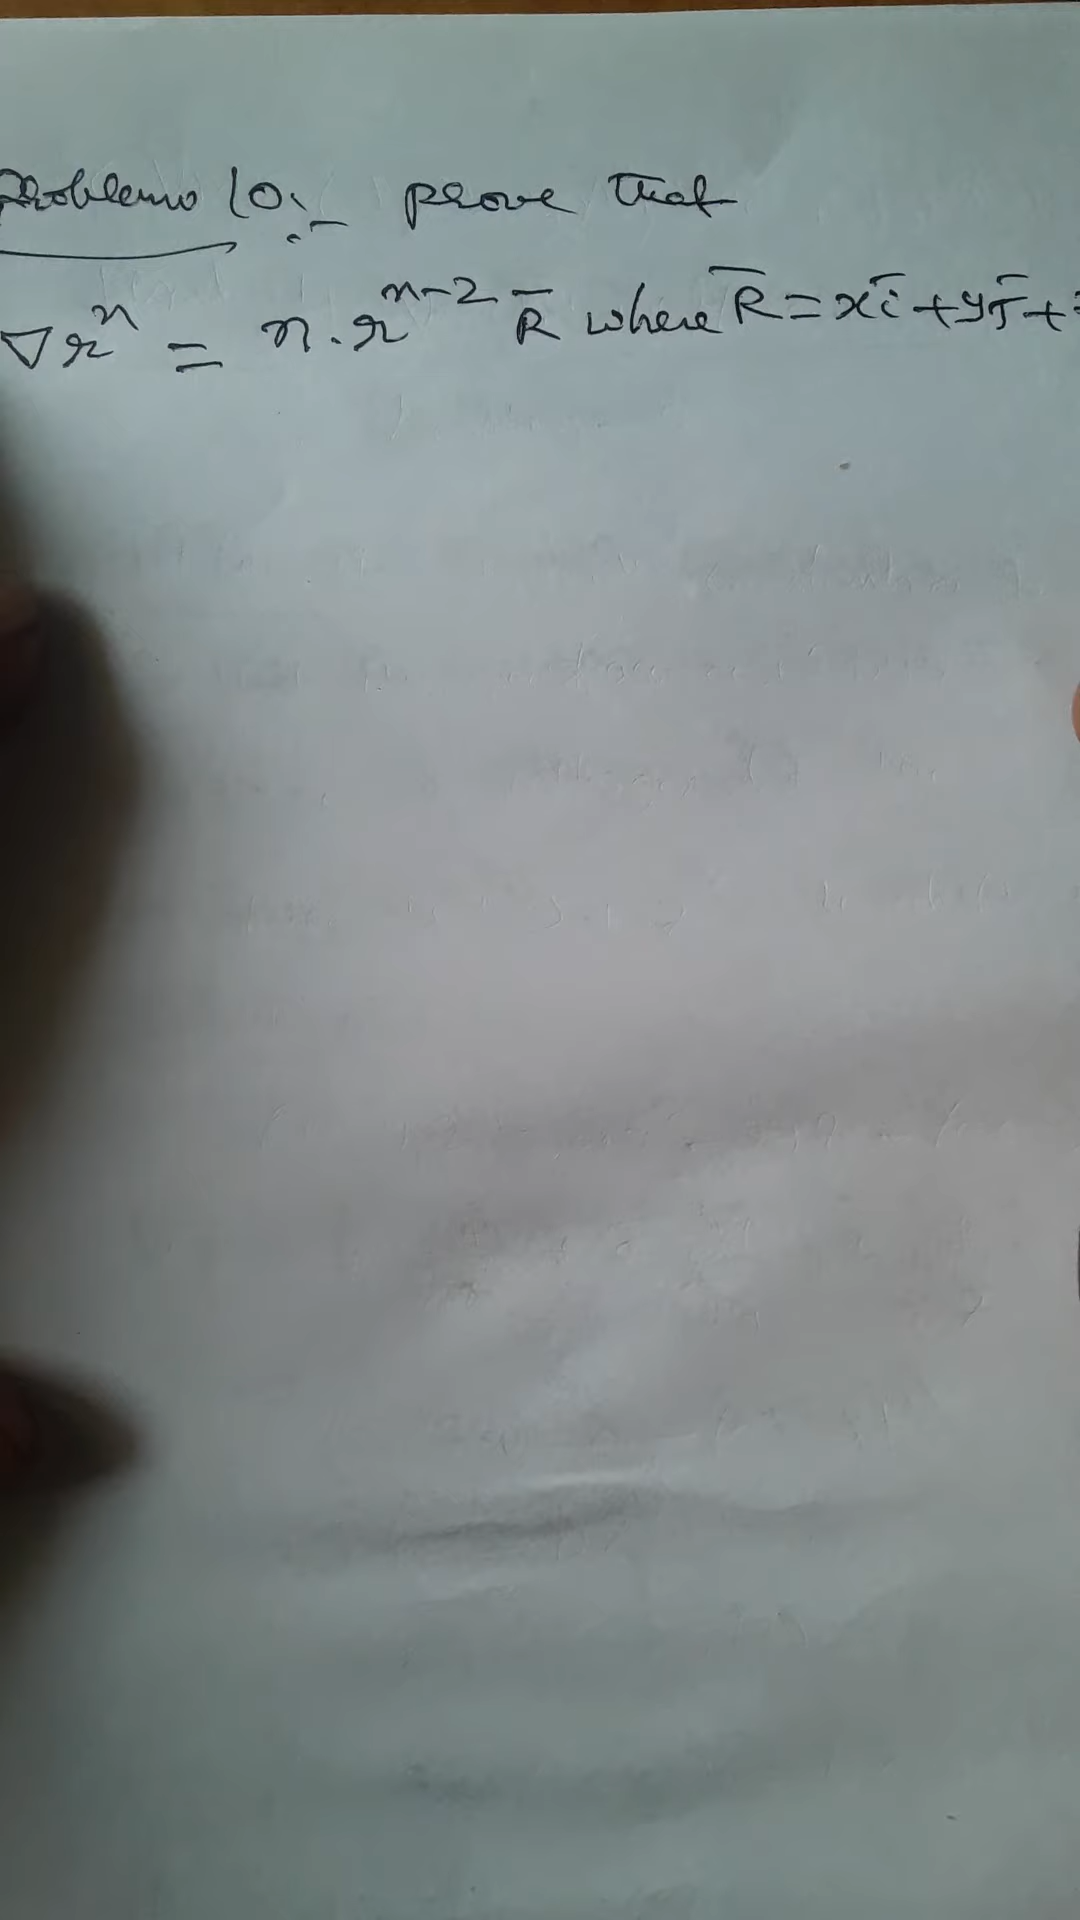 Problem 10:- prove that
∇r^n = n.r^{n-2} R̄ where R̄ = xī + yj̄ +